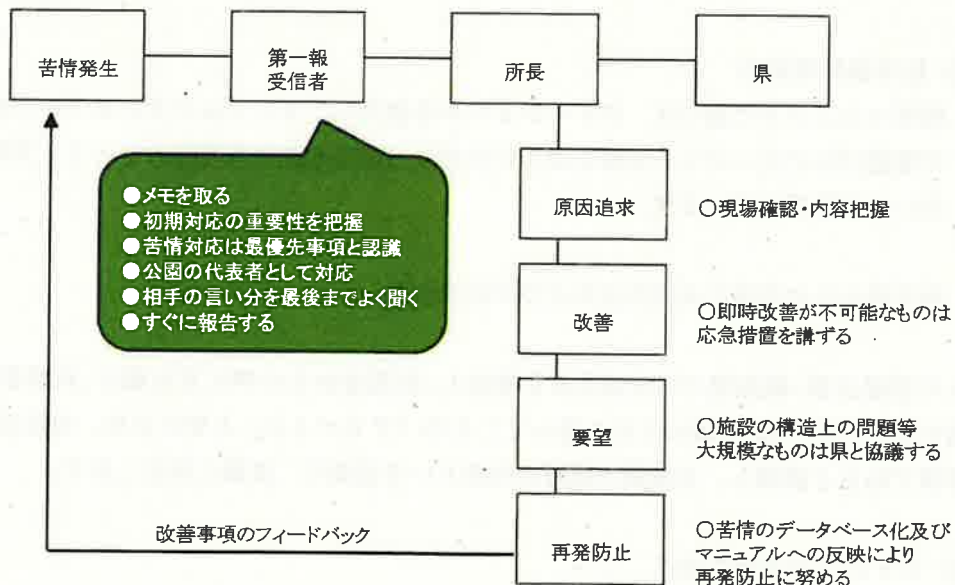 苦情発生
第一報
受信者
所長
県
●メモを取る
●初期対応の重要性を把握
●苦情対応は最優先事項と認識
●公園の代表者として対応
●相手の言い分を最後までよく聞く
●すぐに報告する
原因追求
○現場確認・内容把握
改善
○即時改善が不可能なものは
応急措置を講ずる
要望
○施設の構造上の問題等
大規模なものは県と協議する
改善事項のフィードバック
再発防止
○苦情のデータベース化及び
マニュアルへの反映により
再発防止に努める